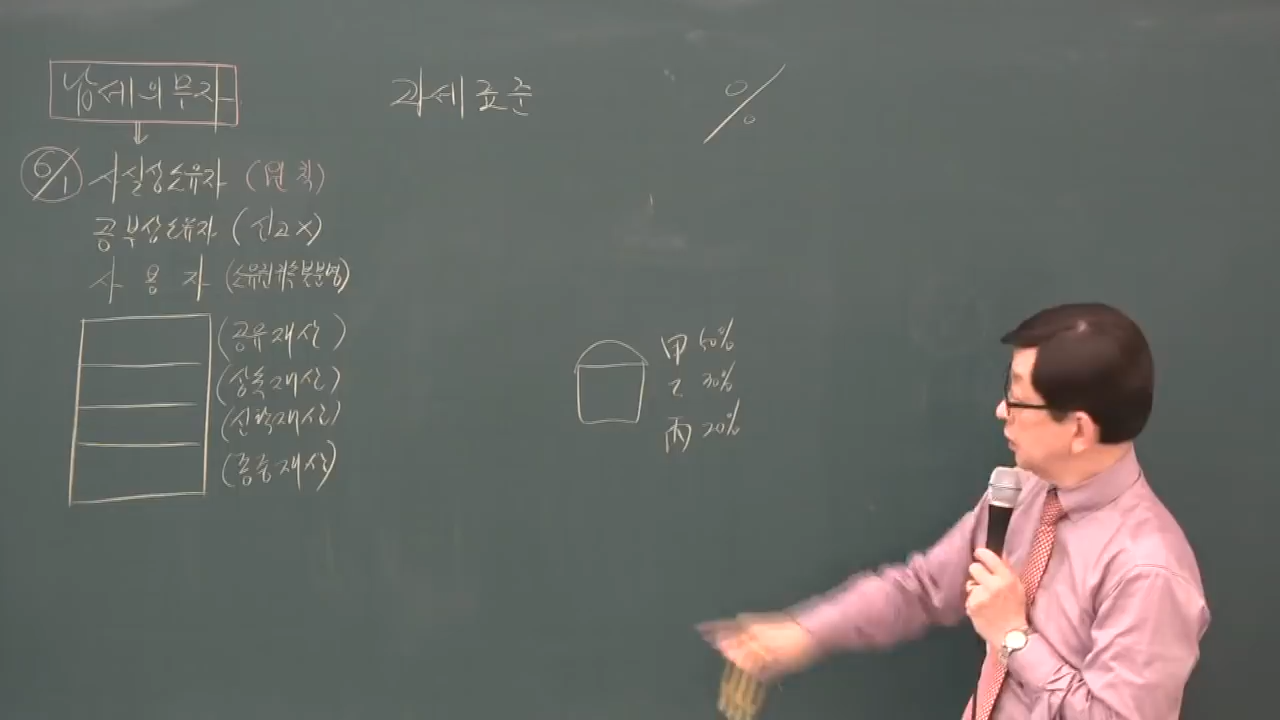 납세의무자
과세표준
%
6/1 사실상소유자 (원칙)
공부상소유자 (신고X)
사용자 (소유권귀속불분명)
(공유재산)
(상속재산)
(신탁재산)
(종중재산)
甲 50%
乙 30%
丙 20%